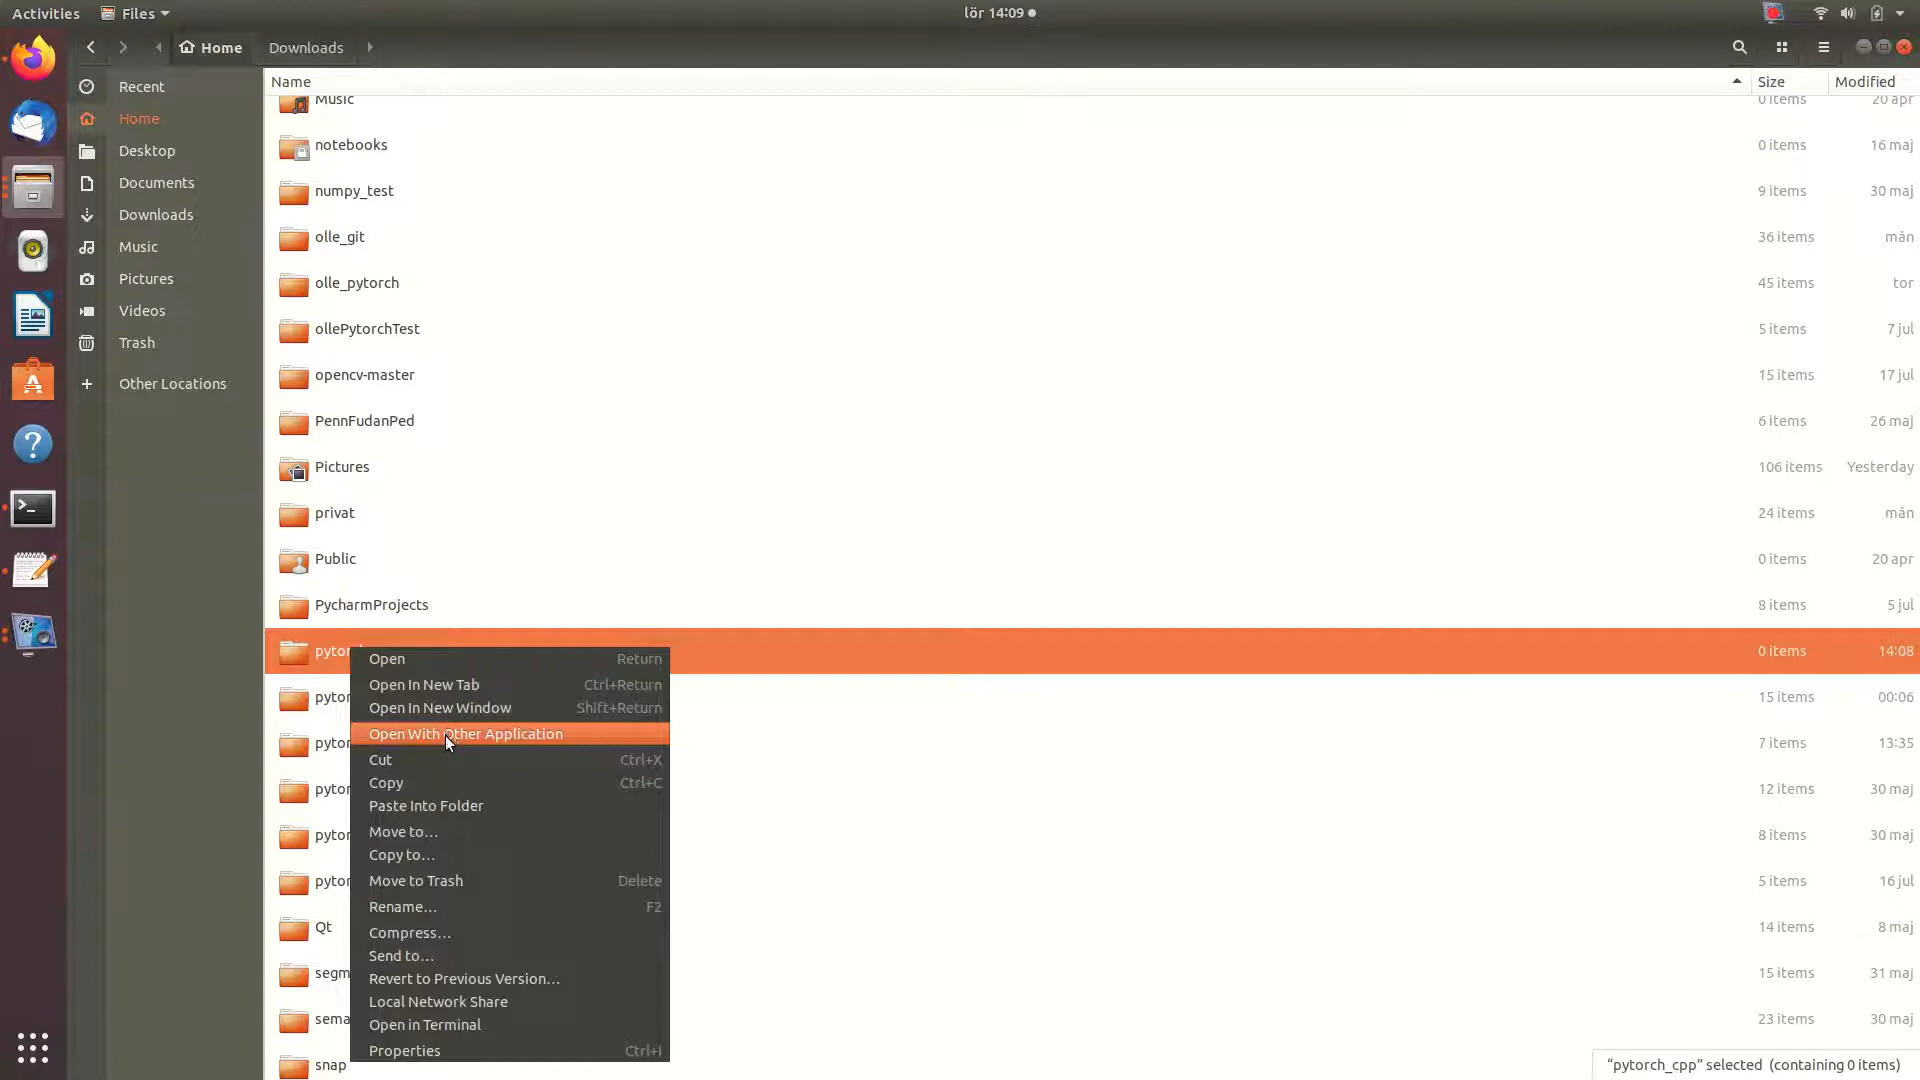 Activities Files lör 14:09
Home Downloads
Name Size Modified
Recent
Home
Desktop
Documents
Downloads
Music
Pictures
Videos
Trash
Other Locations
Music 0 items 20 apr
notebooks 0 items 16 maj
numpy_test 9 items 30 maj
olle_git 36 items mån
olle_pytorch 45 items tor
ollePytorchTest 5 items 7 jul
opencv-master 15 items 17 jul
PennFudanPed 6 items 26 maj
Pictures 106 items Yesterday
privat 24 items mån
Public 0 items 20 apr
PycharmProjects 8 items 5 jul
0 items 14:08
15 items 00:06
7 items 13:35
12 items 30 maj
8 items 30 maj
5 items 16 jul
Qt 14 items 8 maj
segm 15 items 31 maj
sema 23 items 30 maj
snap
Open Return
Open In New Tab Ctrl+Return
Open In New Window Shift+Return
Open With Other Application
Cut Ctrl+X
Copy Ctrl+C
Paste Into Folder
Move to…
Copy to…
Move to Trash Delete
Rename… F2
Compress…
Send to…
Revert to Previous Version…
Local Network Share
Open in Terminal
Properties Ctrl+I
"pytorch_cpp" selected (containing 0 items)